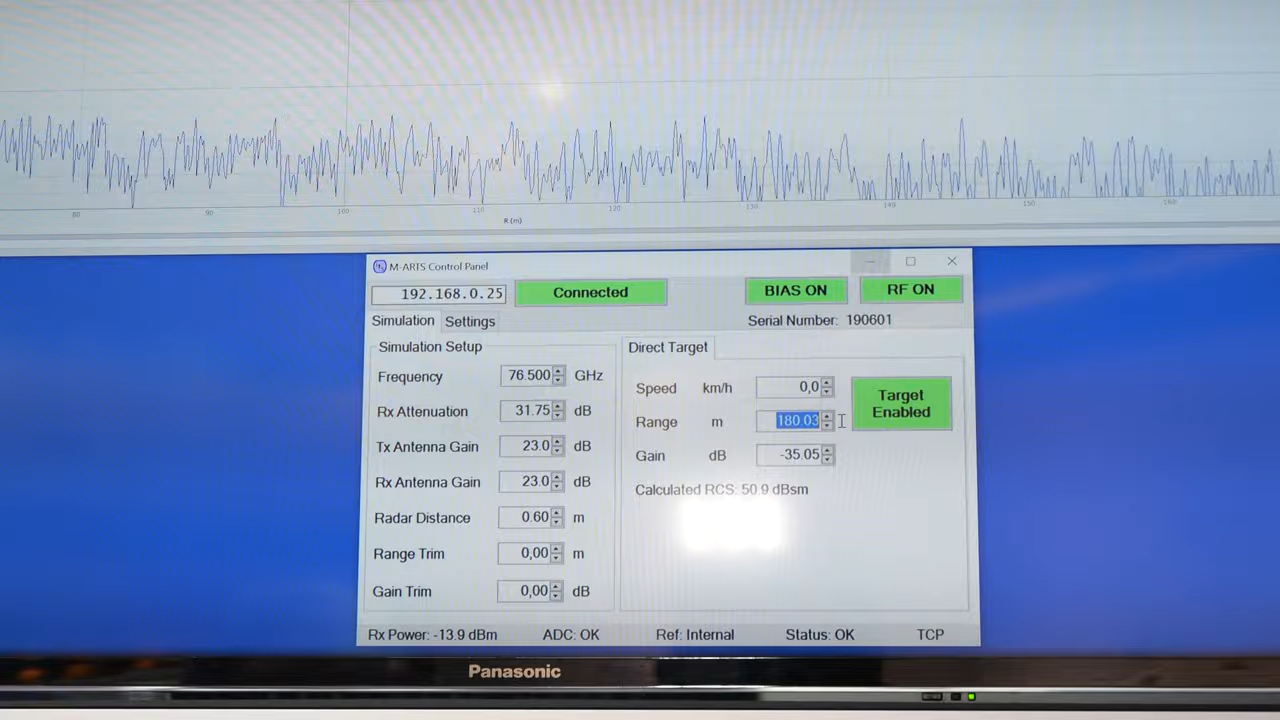 80 90 100 110 120 130 140 150 160
R (m)
M-ARTS Control Panel
192.168.0.25 Connected BIAS ON RF ON
Simulation Settings Serial Number: 190601
Simulation Setup
Frequency 76.500 GHz
Rx Attenuation 31.75 dB
Tx Antenna Gain 23.0 dB
Rx Antenna Gain 23.0 dB
Radar Distance 0.60 m
Range Trim 0,00 m
Gain Trim 0,00 dB
Direct Target
Speed km/h 0,0
Range m 180.03
Gain dB -35.05
Target
Enabled
Calculated RCS: 50.9 dBsm
Rx Power: -13.9 dBm ADC: OK Ref: Internal Status: OK TCP
Panasonic